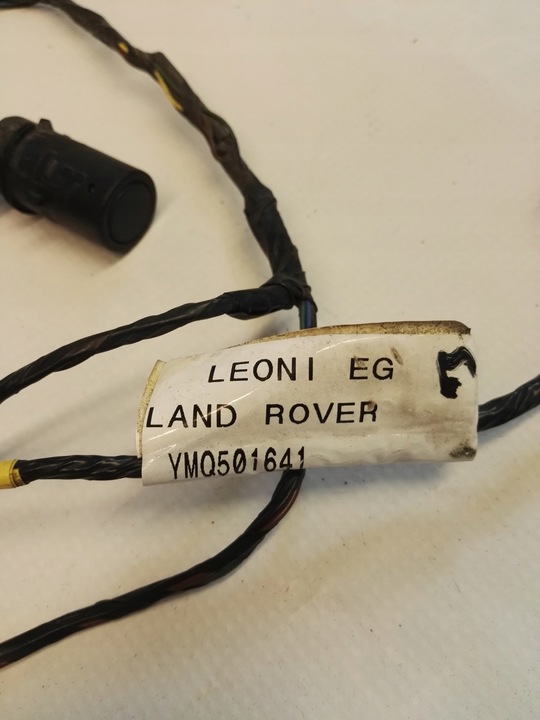 LEONI EG
LAND ROVER
YMQ501641